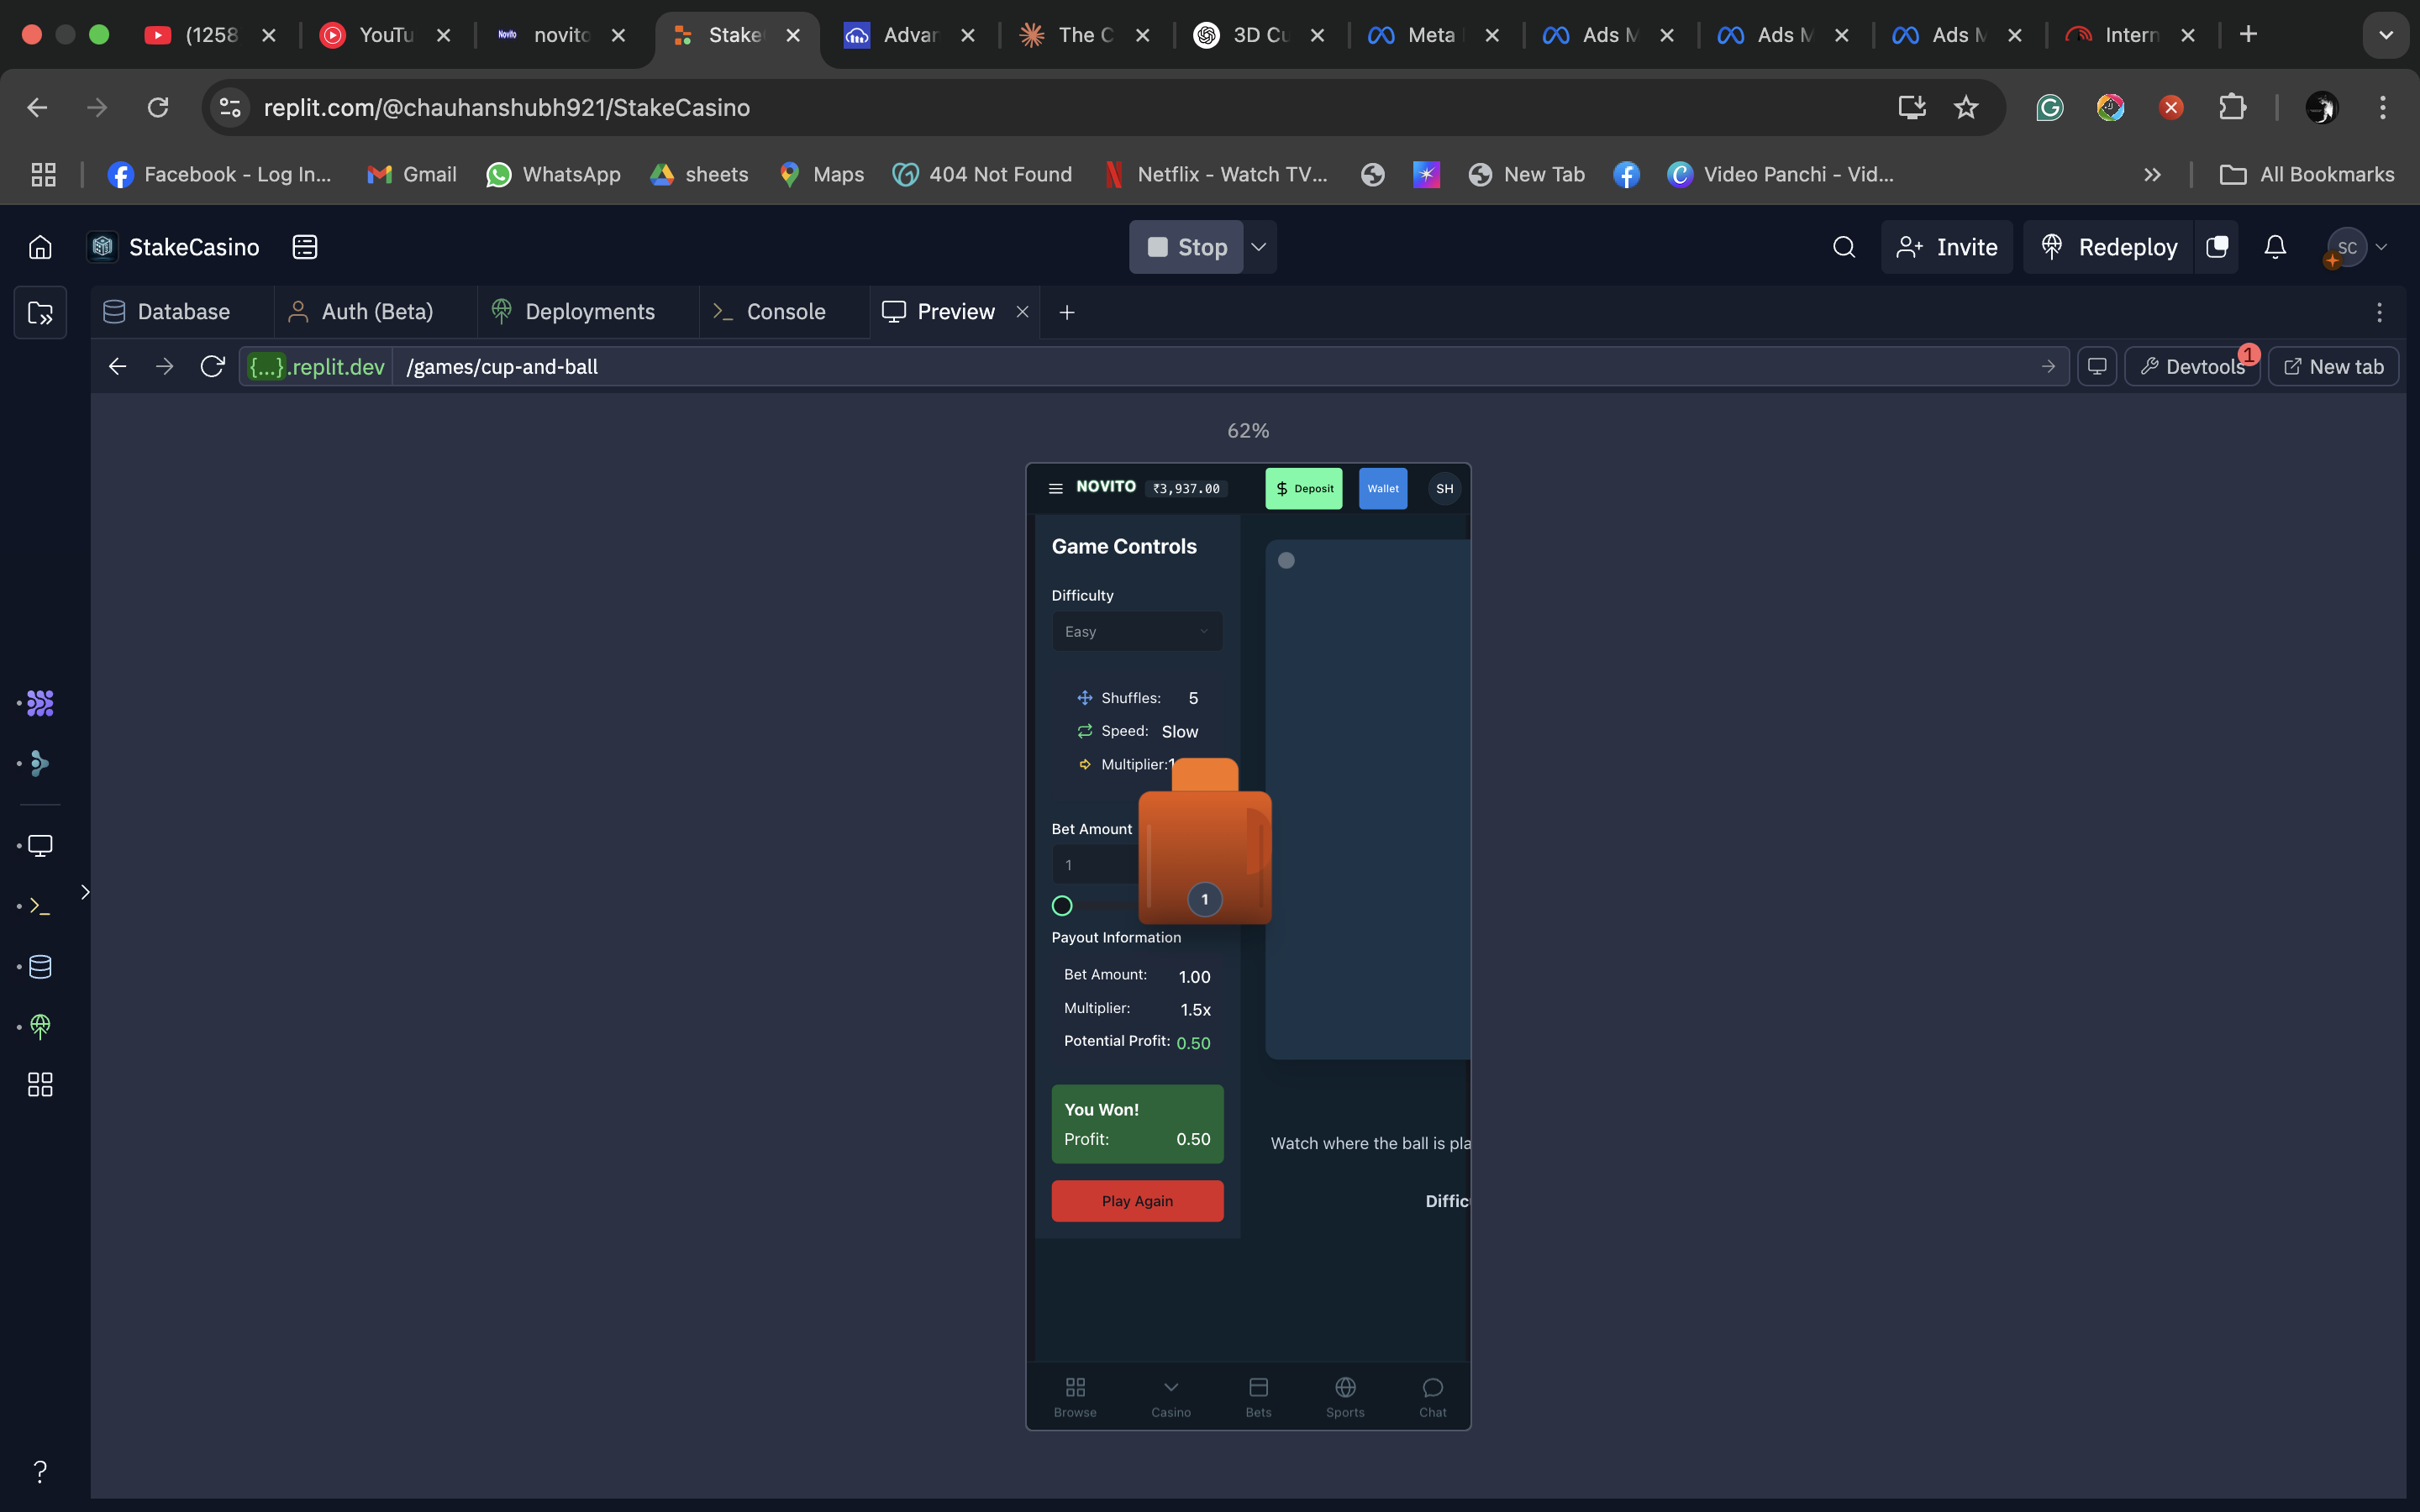 (1258
YouTu
Novito
novito
Stake
Advar
The C
3D Cu
Meta
Ads M
Ads M
Ads M
Intern
replit.com/@chauhanshubh921/StakeCasino
Facebook - Log In...
Gmail
WhatsApp
sheets
Maps
404 Not Found
Netflix - Watch TV...
New Tab
Video Panchi - Vid...
All Bookmarks
StakeCasino
Stop
Invite
Redeploy
SC
Database
Auth (Beta)
Deployments
Console
Preview
{...}.replit.dev
/games/cup-and-ball
Devtools
1
New tab
62%
NOVITO
₹3,937.00
$ Deposit
Wallet
SH
Game Controls
Difficulty
Easy
Shuffles: 5
Speed: Slow
Multiplier:1
Bet Amount
1
1
Payout Information
Bet Amount: 1.00
Multiplier: 1.5x
Potential Profit: 0.50
You Won!
Profit: 0.50
Play Again
Watch where the ball is pla
Diffic
Browse
Casino
Bets
Sports
Chat
?